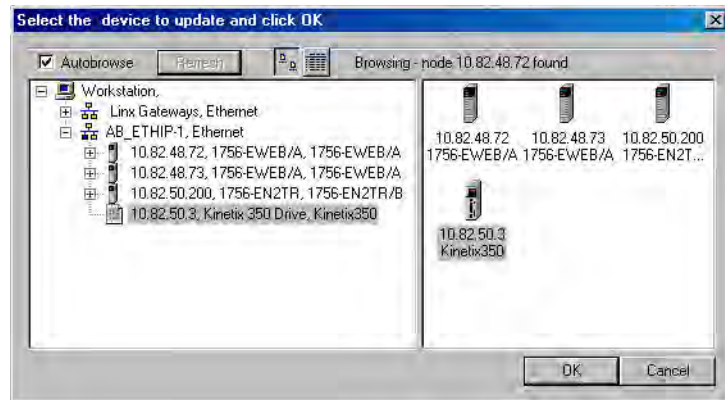 Select the device to update and click OK
Autobrowse
Refresh
Browsing - node 10.82.48.72 found
Workstation,
Linx Gateways, Ethernet
AB_ETHIP-1, Ethernet
10.82.48.72, 1756-EWEB/A, 1756-EWEB/A
10.82.48.73, 1756-EWEB/A, 1756-EWEB/A
10.82.50.200, 1756-EN2TR, 1756-EN2TR/B
10.82.50.3, Kinetix 350 Drive, Kinetix350
10.82.48.72 10.82.48.73 10.82.50.200
1756-EWEB/A 1756-EWEB/A 1756-EN2T...
10.82.50.3
Kinetix350
OK Cancel